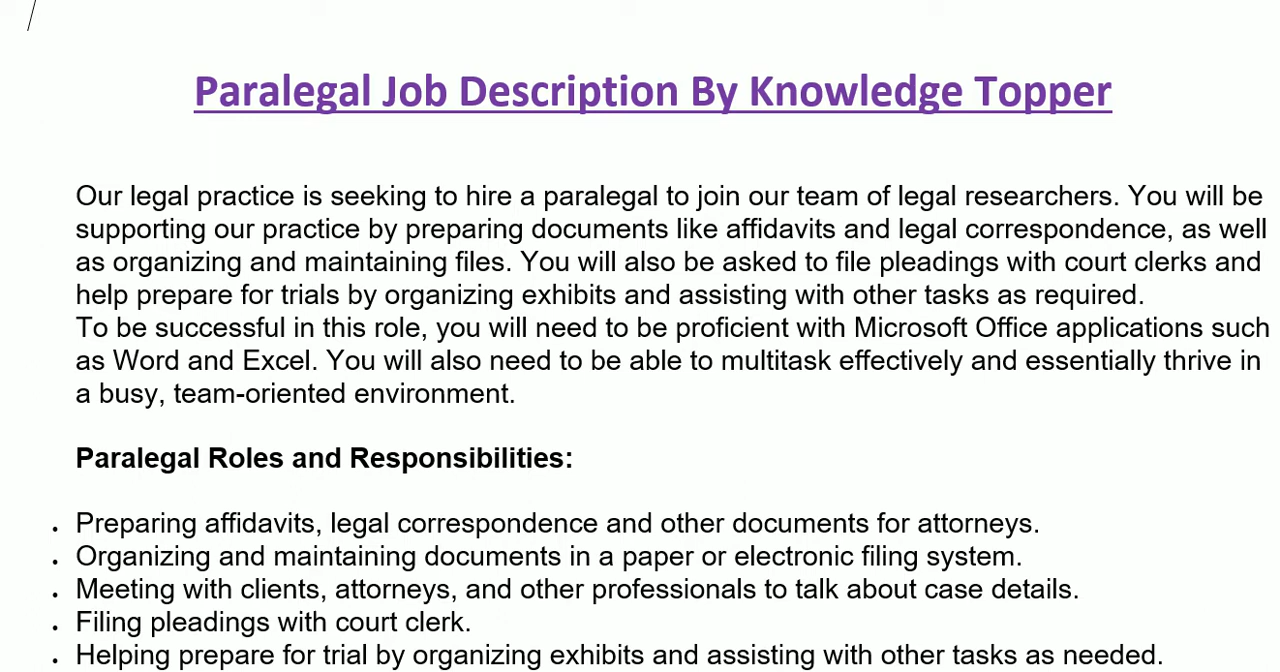 Paralegal Job Description By Knowledge Topper
Our legal practice is seeking to hire a paralegal to join our team of legal researchers. You will be
supporting our practice by preparing documents like affidavits and legal correspondence, as well
as organizing and maintaining files. You will also be asked to file pleadings with court clerks and
help prepare for trials by organizing exhibits and assisting with other tasks as required.
To be successful in this role, you will need to be proficient with Microsoft Office applications such
as Word and Excel. You will also need to be able to multitask effectively and essentially thrive in
a busy, team-oriented environment.
Paralegal Roles and Responsibilities:
• Preparing affidavits, legal correspondence and other documents for attorneys.
• Organizing and maintaining documents in a paper or electronic filing system.
• Meeting with clients, attorneys, and other professionals to talk about case details.
• Filing pleadings with court clerk.
• Helping prepare for trial by organizing exhibits and assisting with other tasks as needed.